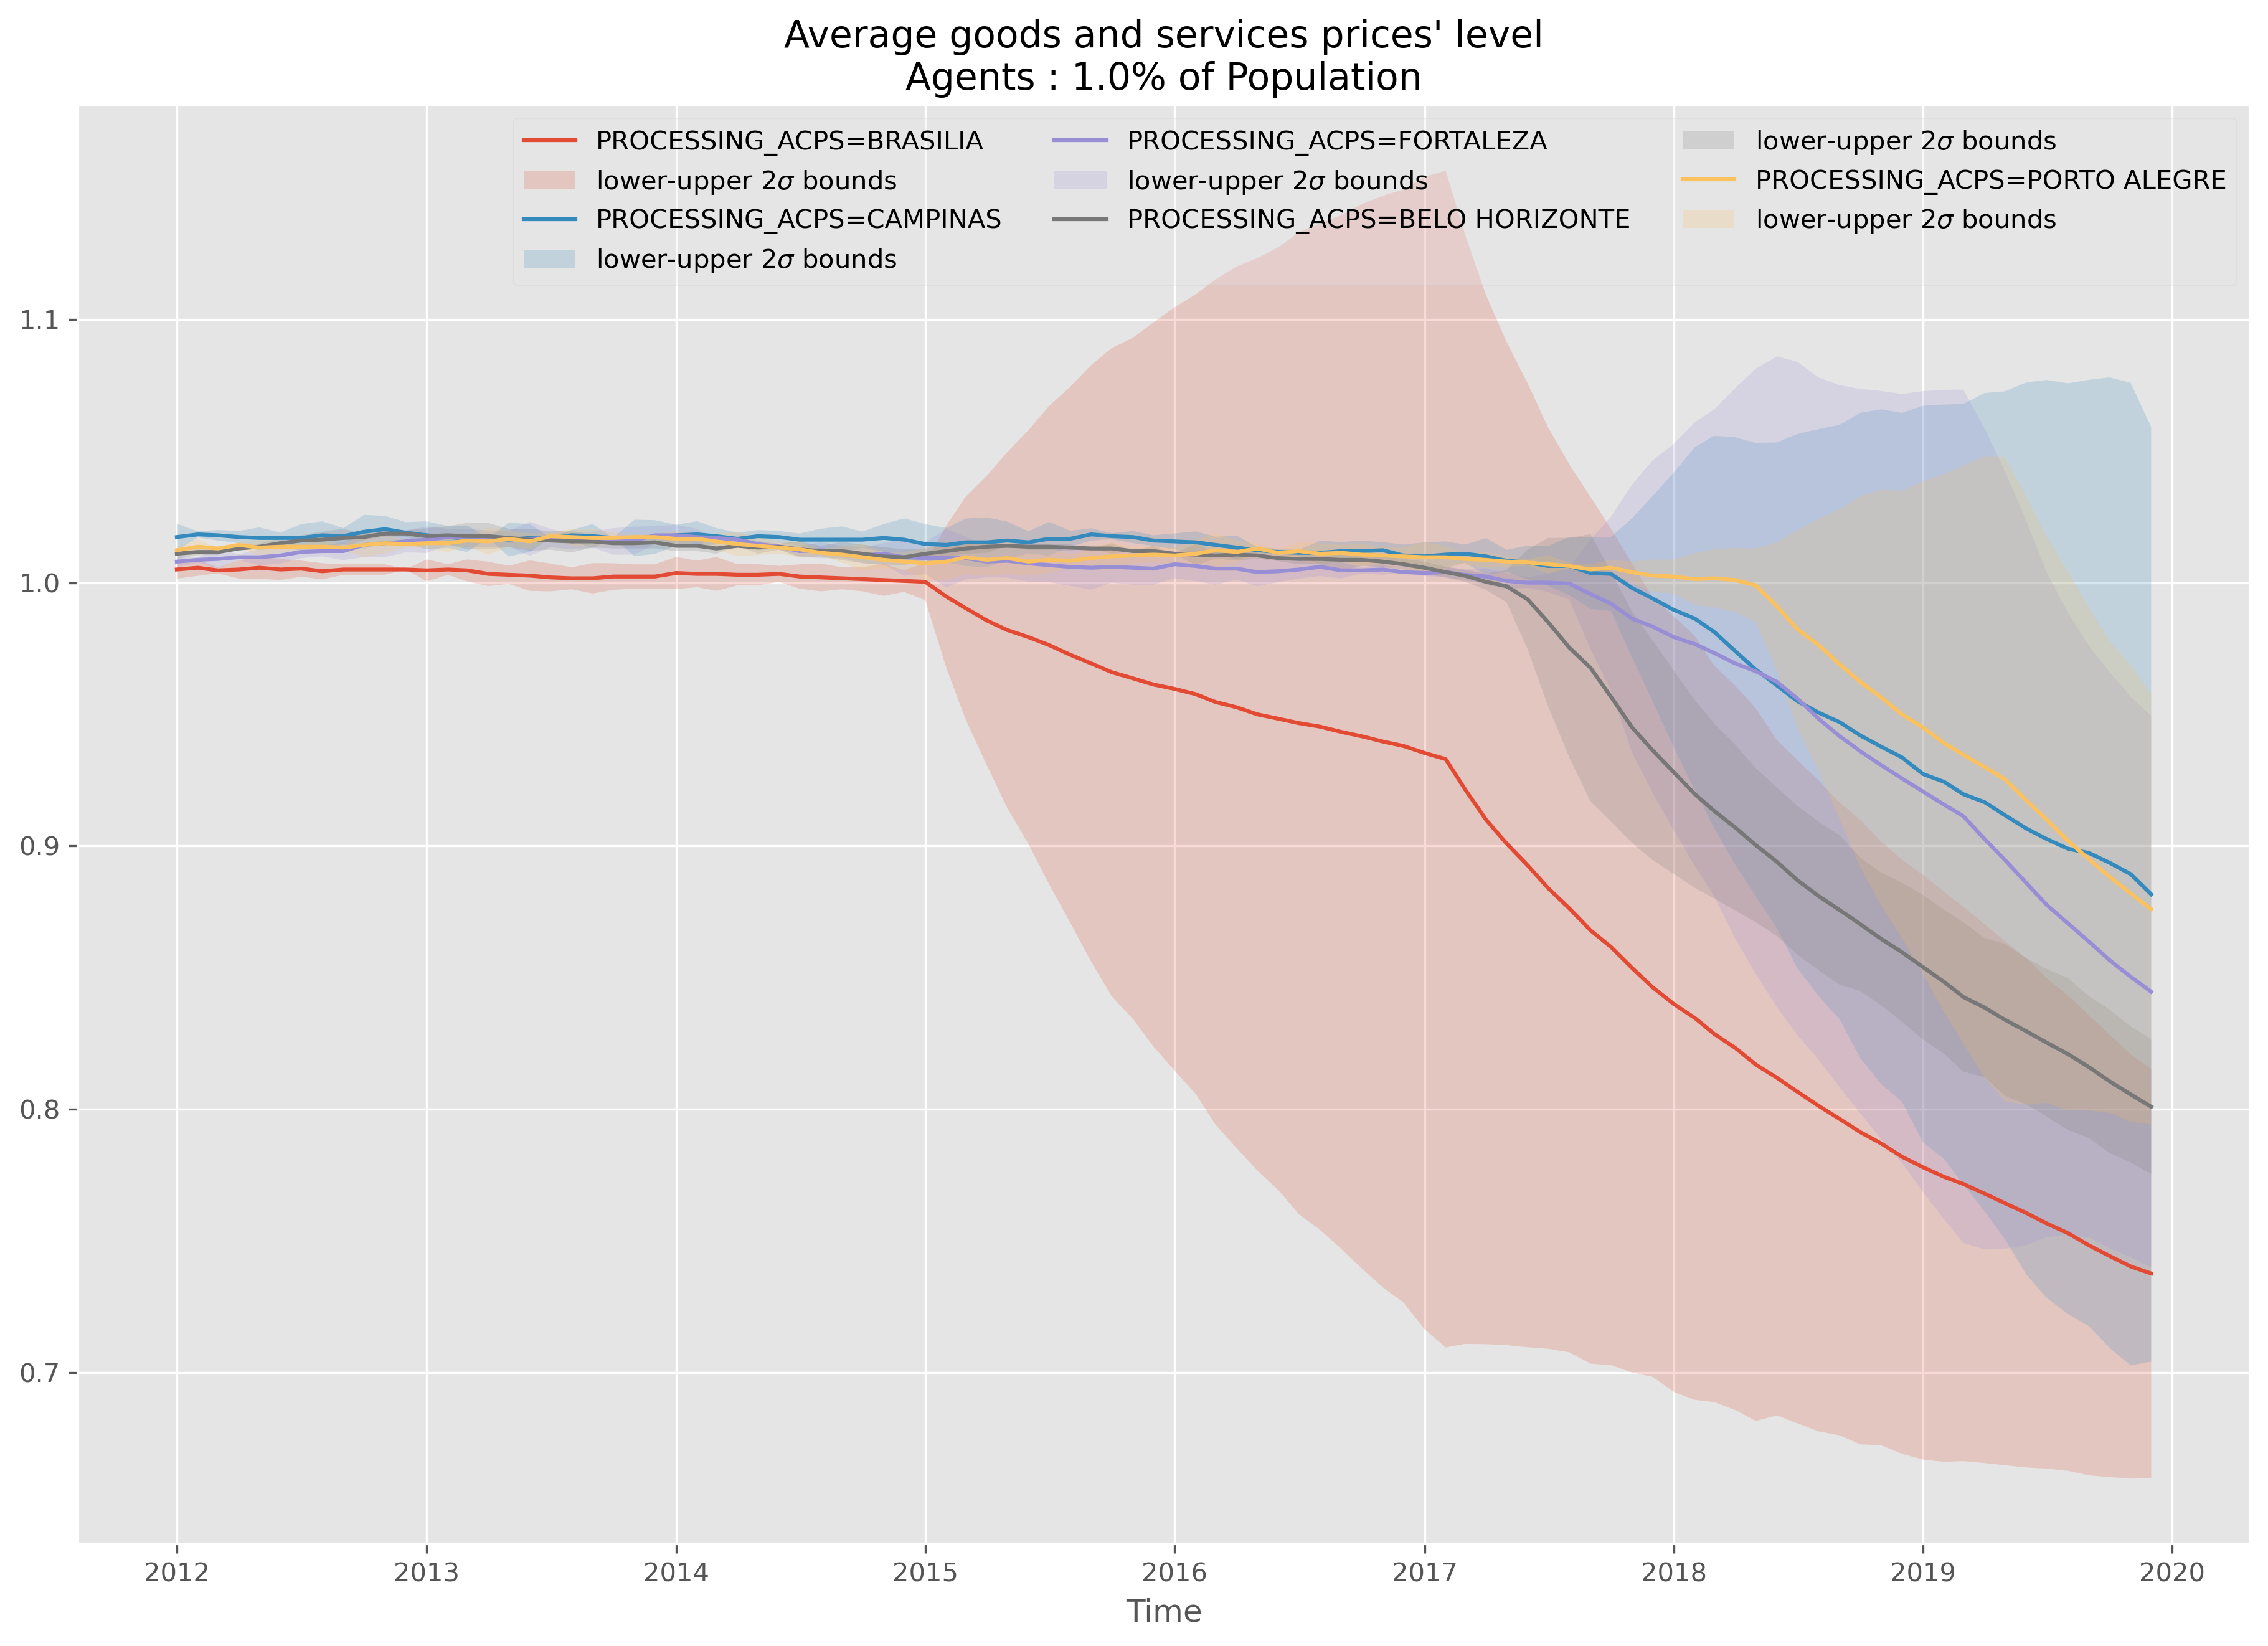 Average goods and services prices' level
Agents : 1.0% of Population
PROCESSING_ACPS=BRASILIA
lower-upper 2σ bounds
PROCESSING_ACPS=CAMPINAS
lower-upper 2σ bounds
PROCESSING_ACPS=FORTALEZA
lower-upper 2σ bounds
PROCESSING_ACPS=BELO HORIZONTE
lower-upper 2σ bounds
PROCESSING_ACPS=PORTO ALEGRE
lower-upper 2σ bounds
1.1
1.0
0.9
0.8
0.7
2012 2013 2014 2015 2016 2017 2018 2019 2020
Time